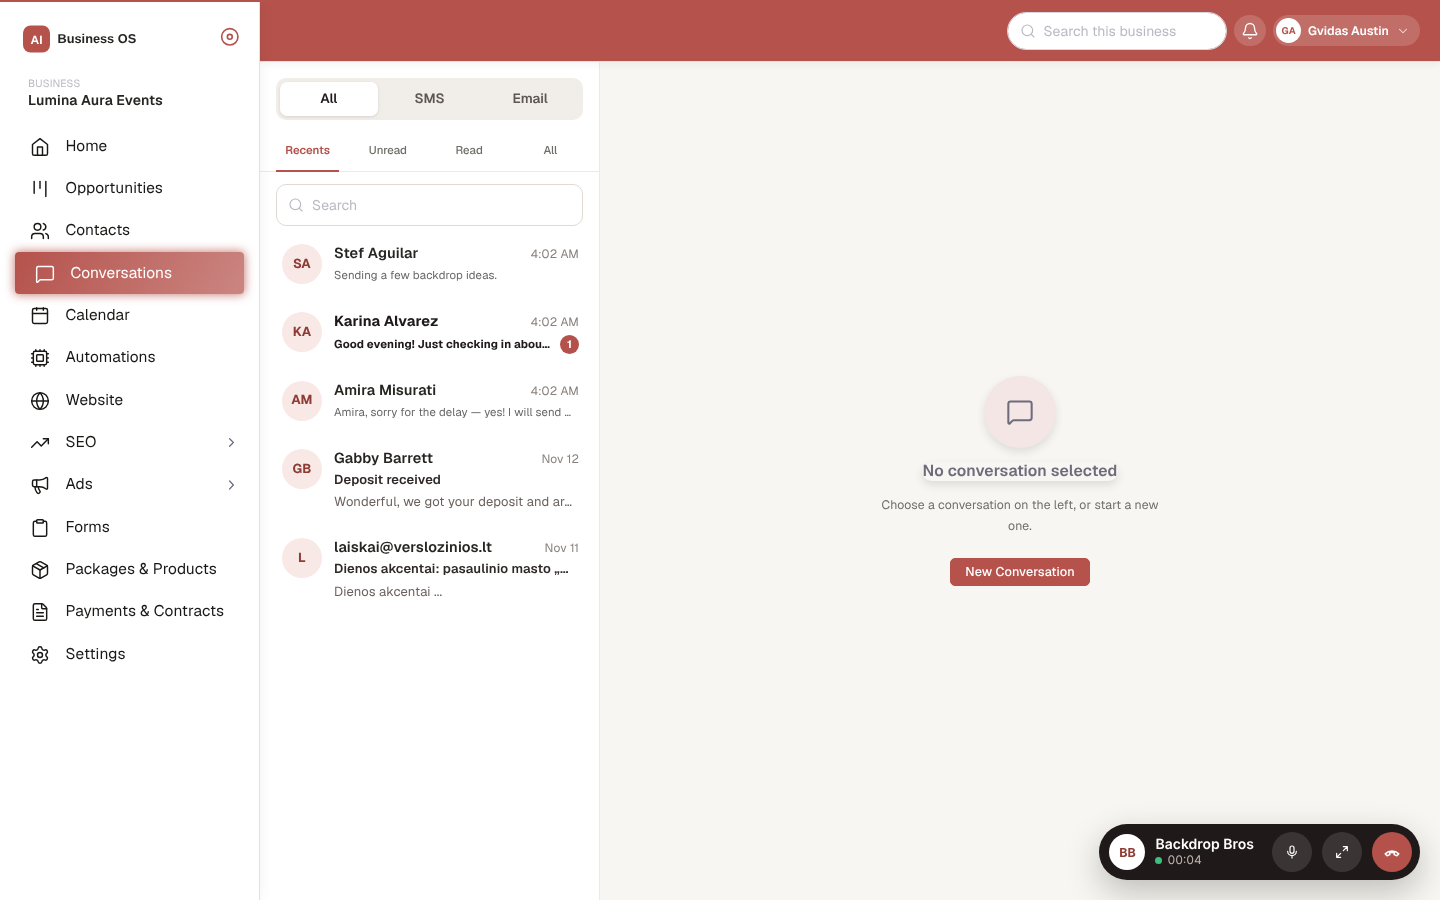 AI
Business OS
BUSINESS
Lumina Aura Events
Home
Opportunities
Contacts
Conversations
Calendar
Automations
Website
SEO
Ads
Forms
Packages & Products
Payments & Contracts
Settings
Search this business
GA
Gvidas Austin
All
SMS
Email
Recents
Unread
Read
All
Search
SA
Stef Aguilar
4:02 AM
Sending a few backdrop ideas.
KA
Karina Alvarez
4:02 AM
Good evening! Just checking in abou...
1
AM
Amira Misurati
4:02 AM
Amira, sorry for the delay — yes! I will send ...
GB
Gabby Barrett
Nov 12
Deposit received
Wonderful, we got your deposit and ar...
L
laiskai@verslozinios.lt
Nov 11
Dienos akcentai: pasaulinio masto „...
Dienos akcentai ...
No conversation selected
Choose a conversation on the left, or start a new
one.
New Conversation
BB
Backdrop Bros
00:04